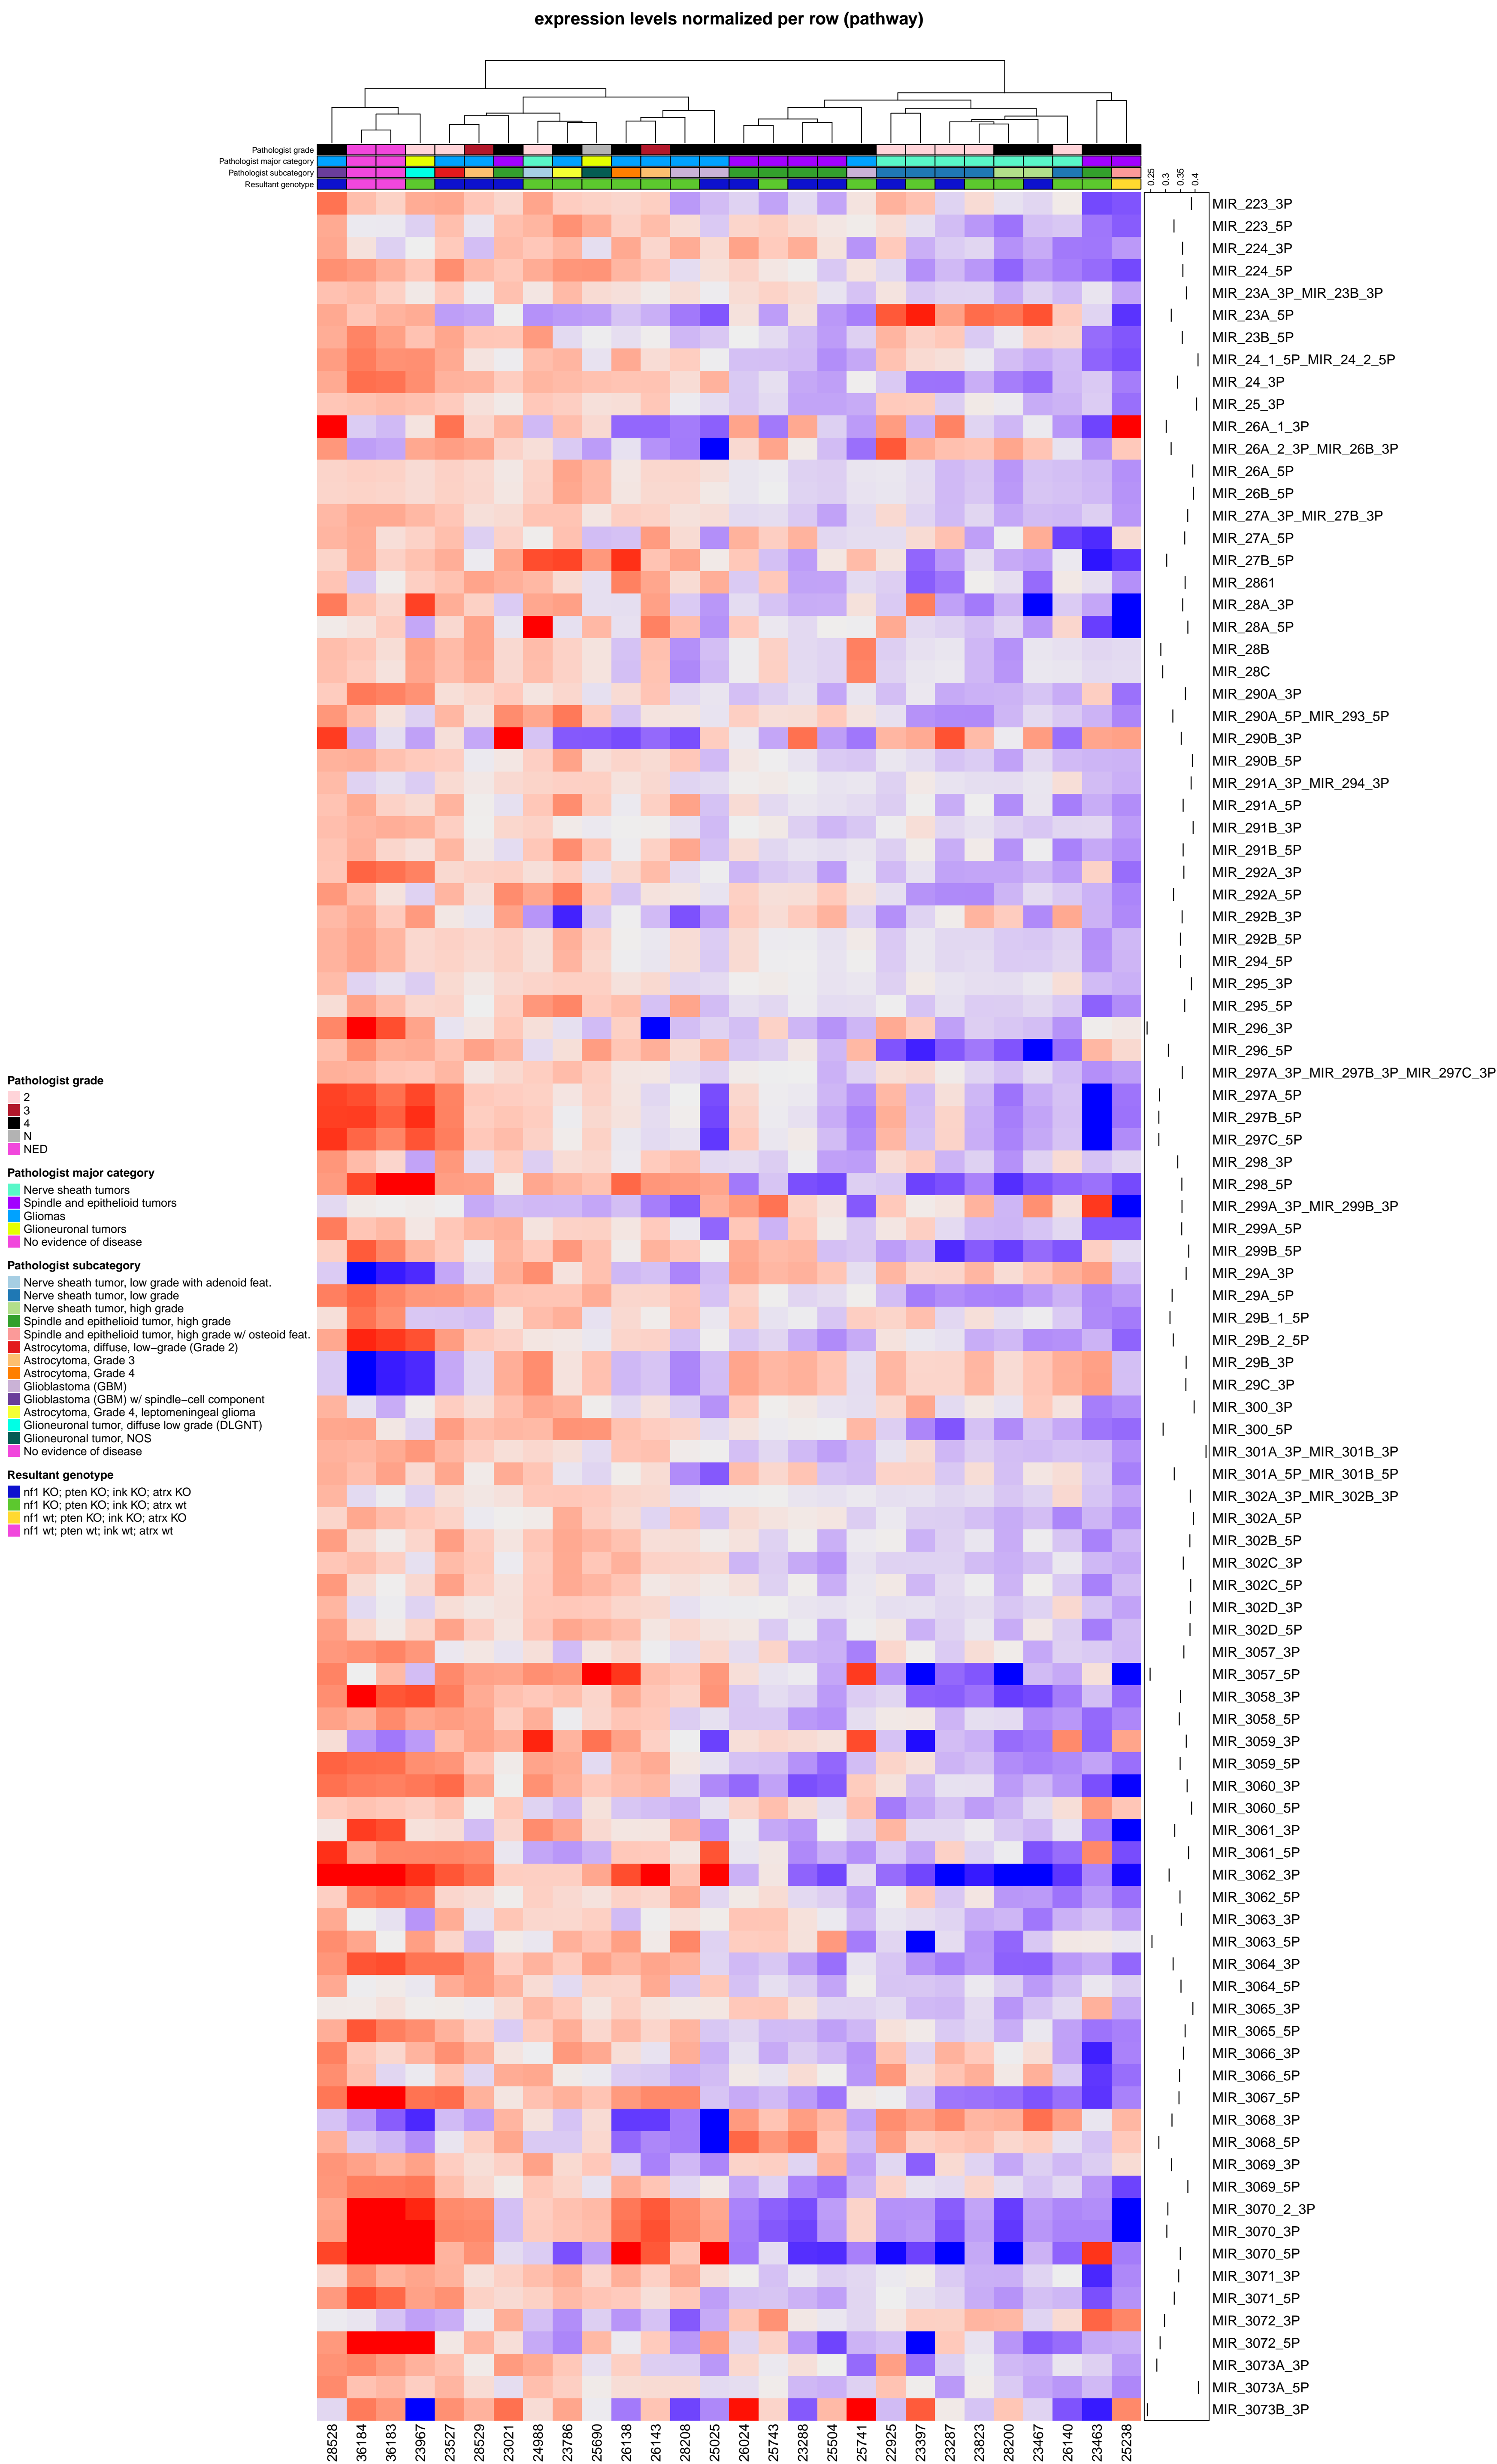 expression levels normalized per row (pathway)
Pathologist grade
Pathologist major category
Pathologist subcategory
Resultant genotype
0.25
0.3
0.35
0.4
MIR_223_3P
MIR_223_5P
MIR_224_3P
MIR_224_5P
MIR_23A_3P_MIR_23B_3P
MIR_23A_5P
MIR_23B_5P
MIR_24_1_5P_MIR_24_2_5P
MIR_24_3P
MIR_25_3P
MIR_26A_1_3P
MIR_26A_2_3P_MIR_26B_3P
MIR_26A_5P
MIR_26B_5P
MIR_27A_3P_MIR_27B_3P
MIR_27A_5P
MIR_27B_5P
MIR_2861
MIR_28A_3P
MIR_28A_5P
MIR_28B
MIR_28C
MIR_290A_3P
MIR_290A_5P_MIR_293_5P
MIR_290B_3P
MIR_290B_5P
MIR_291A_3P_MIR_294_3P
MIR_291A_5P
MIR_291B_3P
MIR_291B_5P
MIR_292A_3P
MIR_292A_5P
MIR_292B_3P
MIR_292B_5P
MIR_294_5P
MIR_295_3P
MIR_295_5P
MIR_296_3P
MIR_296_5P
MIR_297A_3P_MIR_297B_3P_MIR_297C_3P
MIR_297A_5P
MIR_297B_5P
MIR_297C_5P
MIR_298_3P
MIR_298_5P
MIR_299A_3P_MIR_299B_3P
MIR_299A_5P
MIR_299B_5P
MIR_29A_3P
MIR_29A_5P
MIR_29B_1_5P
MIR_29B_2_5P
MIR_29B_3P
MIR_29C_3P
MIR_300_3P
MIR_300_5P
MIR_301A_3P_MIR_301B_3P
MIR_301A_5P_MIR_301B_5P
MIR_302A_3P_MIR_302B_3P
MIR_302A_5P
MIR_302B_5P
MIR_302C_3P
MIR_302C_5P
MIR_302D_3P
MIR_302D_5P
MIR_3057_3P
MIR_3057_5P
MIR_3058_3P
MIR_3058_5P
MIR_3059_3P
MIR_3059_5P
MIR_3060_3P
MIR_3060_5P
MIR_3061_3P
MIR_3061_5P
MIR_3062_3P
MIR_3062_5P
MIR_3063_3P
MIR_3063_5P
MIR_3064_3P
MIR_3064_5P
MIR_3065_3P
MIR_3065_5P
MIR_3066_3P
MIR_3066_5P
MIR_3067_5P
MIR_3068_3P
MIR_3068_5P
MIR_3069_3P
MIR_3069_5P
MIR_3070_2_3P
MIR_3070_3P
MIR_3070_5P
MIR_3071_3P
MIR_3071_5P
MIR_3072_3P
MIR_3072_5P
MIR_3073A_3P
MIR_3073A_5P
MIR_3073B_3P
Pathologist grade
2
3
4
N
NED
Pathologist major category
Nerve sheath tumors
Spindle and epithelioid tumors
Gliomas
Glioneuronal tumors
No evidence of disease
Pathologist subcategory
Nerve sheath tumor, low grade with adenoid feat.
Nerve sheath tumor, low grade
Nerve sheath tumor, high grade
Spindle and epithelioid tumor, high grade
Spindle and epithelioid tumor, high grade w/ osteoid feat.
Astrocytoma, diffuse, low−grade (Grade 2)
Astrocytoma, Grade 3
Astrocytoma, Grade 4
Glioblastoma (GBM)
Glioblastoma (GBM) w/ spindle−cell component
Astrocytoma, Grade 4, leptomeningeal glioma
Glioneuronal tumor, diffuse low grade (DLGNT)
Glioneuronal tumor, NOS
No evidence of disease
Resultant genotype
nf1 KO; pten KO; ink KO; atrx KO
nf1 KO; pten KO; ink KO; atrx wt
nf1 wt; pten KO; ink KO; atrx KO
nf1 wt; pten wt; ink wt; atrx wt
28528
36184
36183
23967
23527
28529
23021
24988
23786
25690
26138
26143
28208
25025
26024
25743
23288
25504
25741
22925
23397
23287
23823
28200
23467
26140
23463
25238